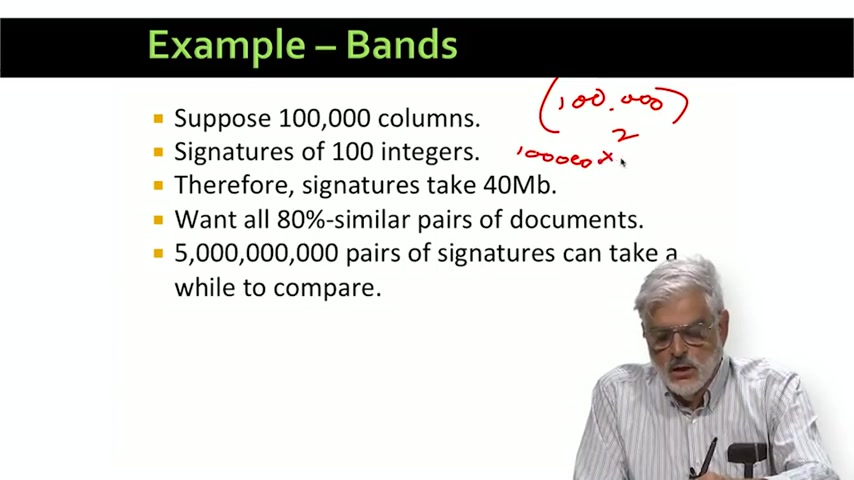 Example – Bands
(100,000)
2
▪ Suppose 100,000 columns.
▪ Signatures of 100 integers.
100000 ×
▪ Therefore, signatures take 40Mb.
▪ Want all 80%-similar pairs of documents.
▪ 5,000,000,000 pairs of signatures can take a
while to compare.